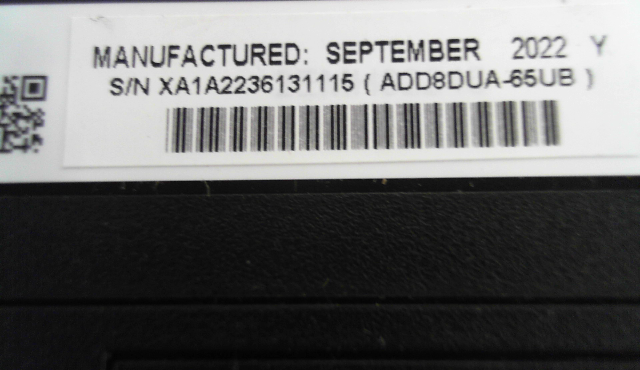 MANUFACTURED: SEPTEMBER 2022 Y
S/N XA1A2236131115 ( ADD8DUA-65UB )